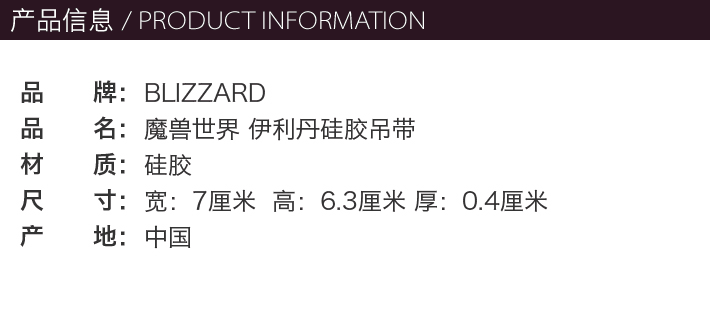 产品信息 / PRODUCT INFORMATION
品 牌：BLIZZARD
品 名：魔兽世界 伊利丹硅胶吊带
材 质：硅胶
尺 寸：宽：7厘米 高：6.3厘米 厚：0.4厘米
产 地：中国